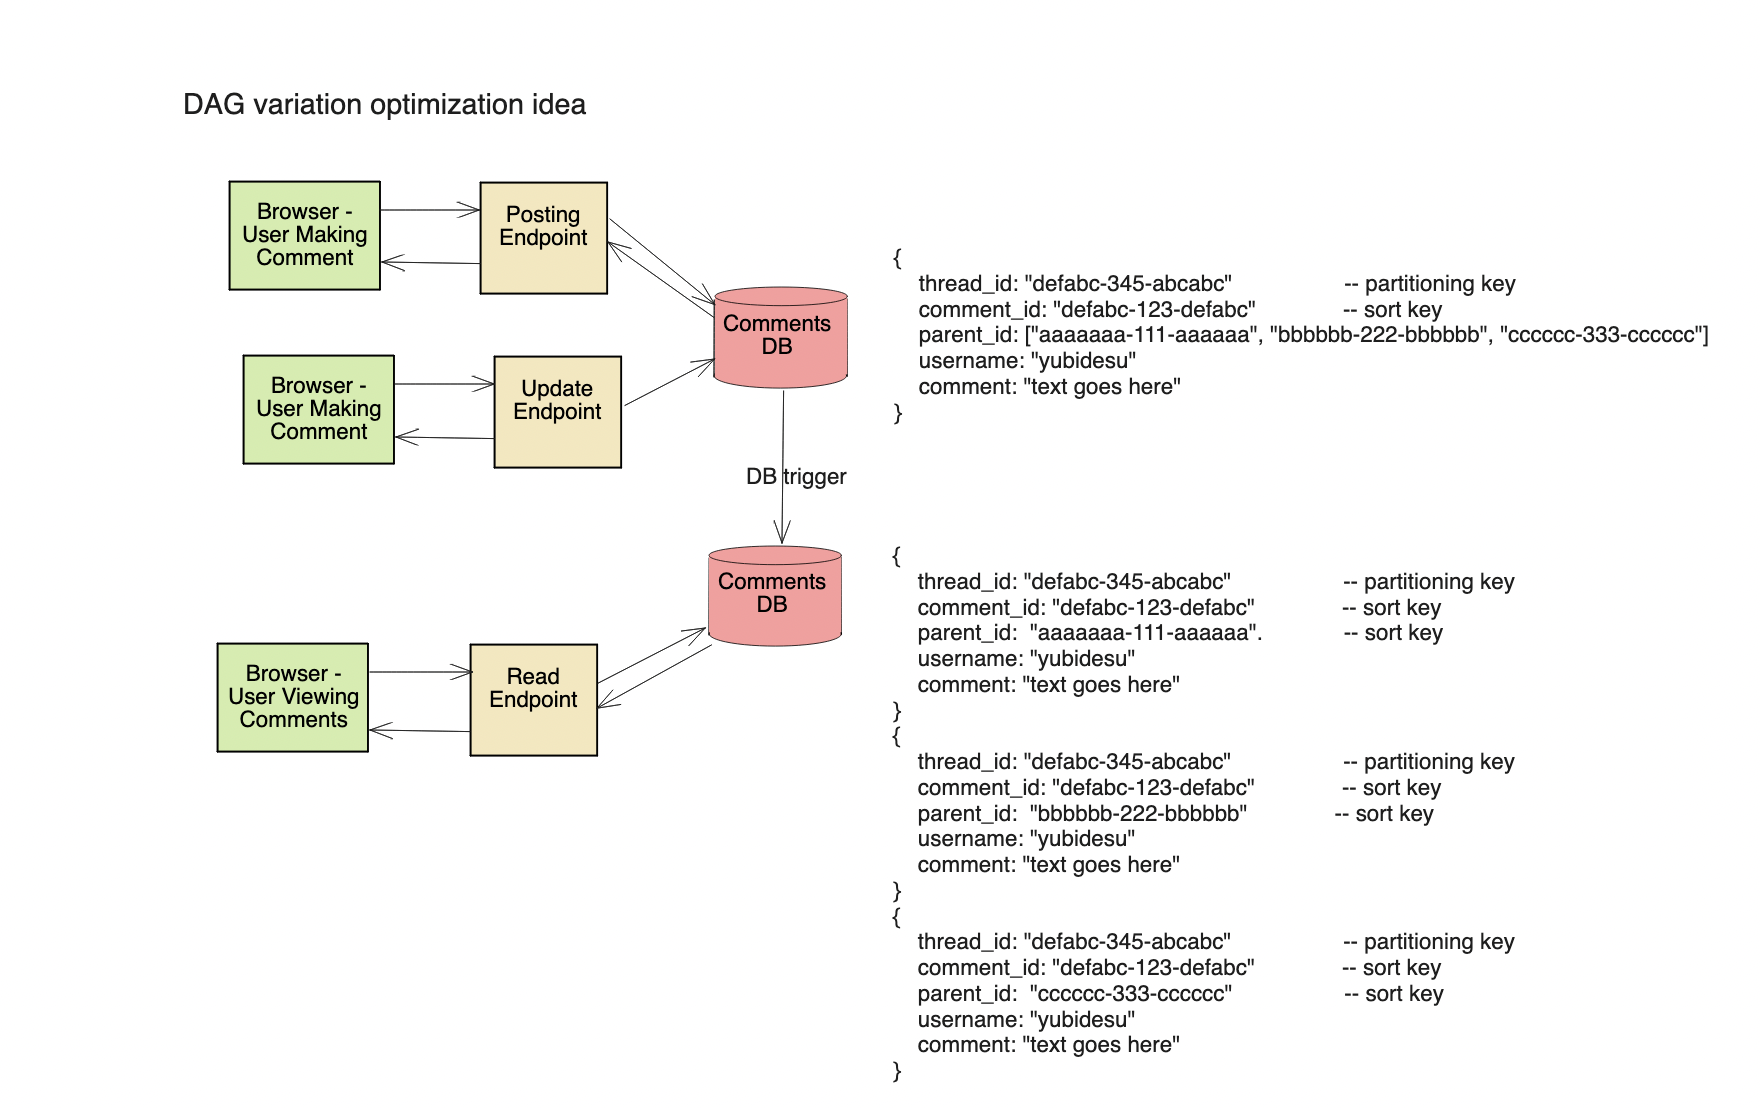 DAG variation optimization idea
Browser -
User Making
Comment
Posting
Endpoint
Browser -
User Making
Comment
Update
Endpoint
Comments
DB
DB trigger
Comments
DB
Browser -
User Viewing
Comments
Read
Endpoint
{
thread_id: "defabc-345-abcabc" -- partitioning key
comment_id: "defabc-123-defabc" -- sort key
parent_id: ["aaaaaaa-111-aaaaaa", "bbbbbb-222-bbbbbb", "cccccc-333-cccccc"]
username: "yubidesu"
comment: "text goes here"
}
{
thread_id: "defabc-345-abcabc" -- partitioning key
comment_id: "defabc-123-defabc" -- sort key
parent_id: "aaaaaaa-111-aaaaaa". -- sort key
username: "yubidesu"
comment: "text goes here"
}
{
thread_id: "defabc-345-abcabc" -- partitioning key
comment_id: "defabc-123-defabc" -- sort key
parent_id: "bbbbbb-222-bbbbbb" -- sort key
username: "yubidesu"
comment: "text goes here"
}
{
thread_id: "defabc-345-abcabc" -- partitioning key
comment_id: "defabc-123-defabc" -- sort key
parent_id: "cccccc-333-cccccc" -- sort key
username: "yubidesu"
comment: "text goes here"
}